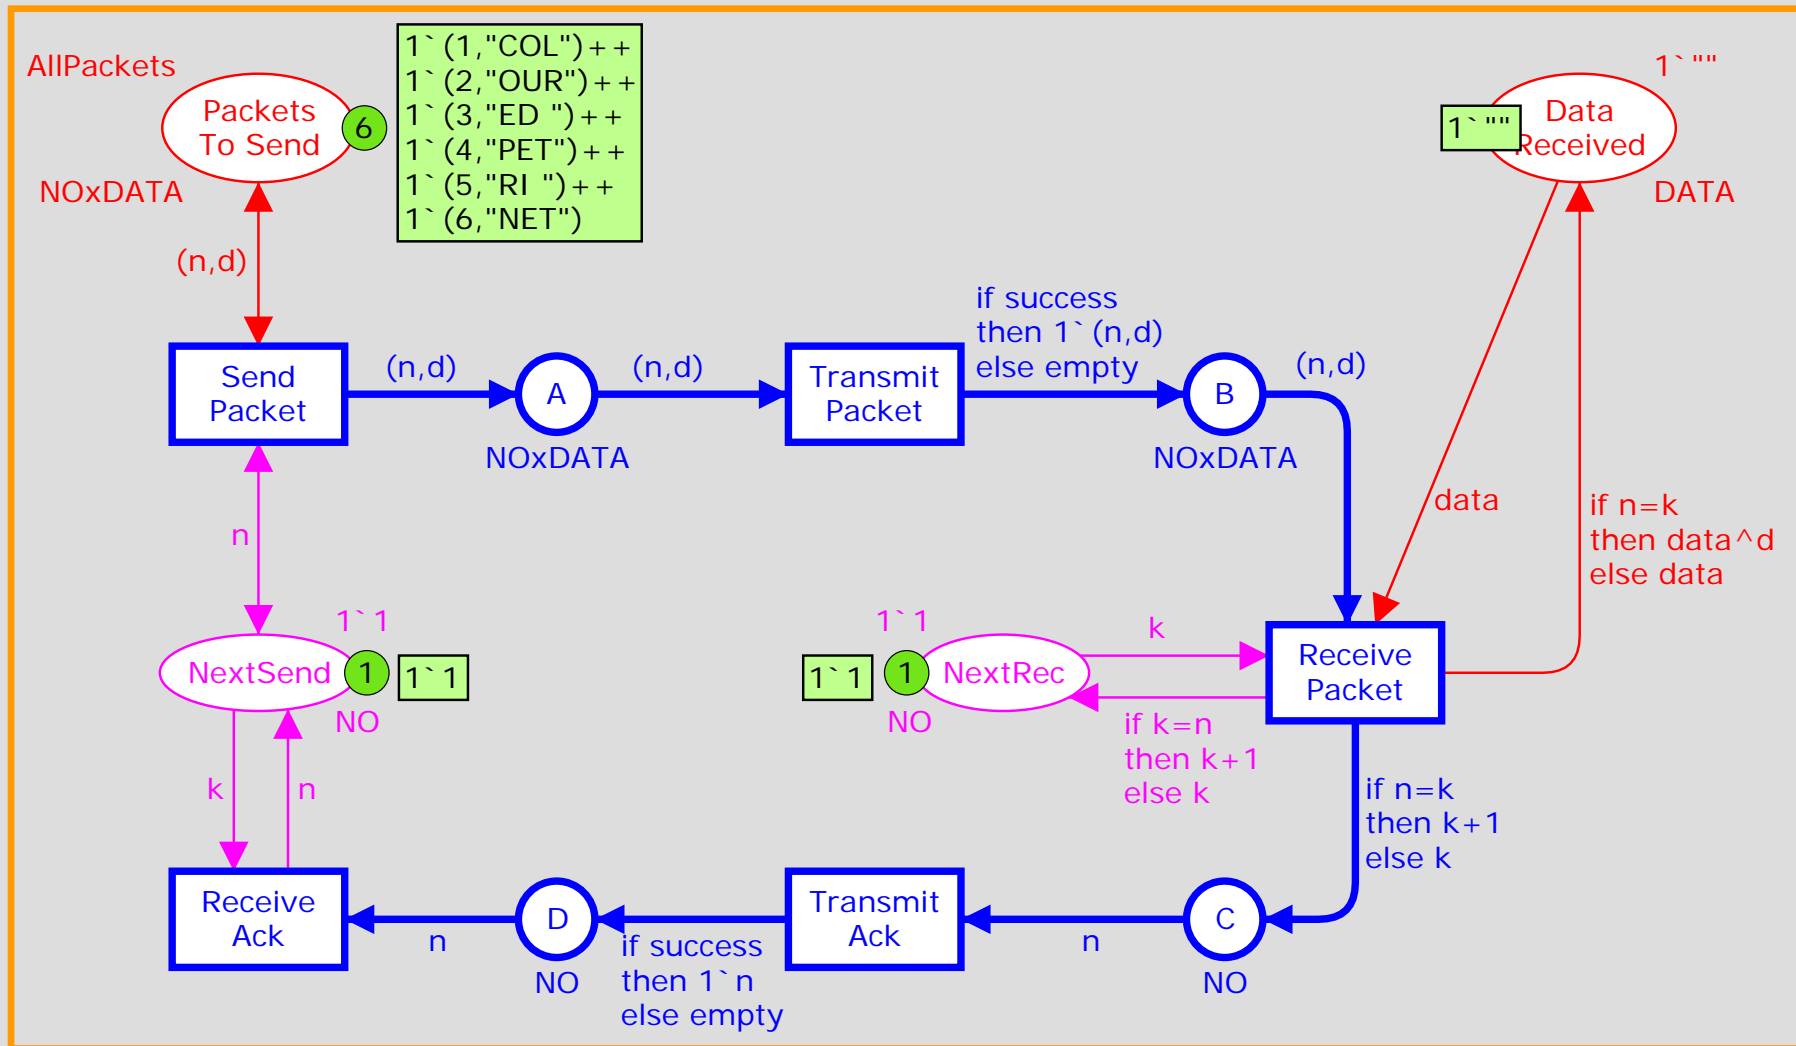 AllPackets
Packets
To Send
6
NOxDATA
1`(1,"COL")++
1`(2,"OUR")++
1`(3,"ED ")++
1`(4,"PET")++
1`(5,"RI ")++
1`(6,"NET")
1`""
1`""
Data
Received
DATA
(n,d)
Send
Packet
(n,d)
A
NOxDATA
(n,d)
Transmit
Packet
if success
then 1`(n,d)
else empty
B
NOxDATA
(n,d)
n
data
if n=k
then data^d
else data
1`1
NextSend
1
1`1
NO
1`1
1`1
1
NextRec
NO
k
if k=n
then k+1
else k
Receive
Packet
k
n
if n=k
then k+1
else k
Receive
Ack
n
D
NO
if success
then 1`n
else empty
Transmit
Ack
n
C
NO